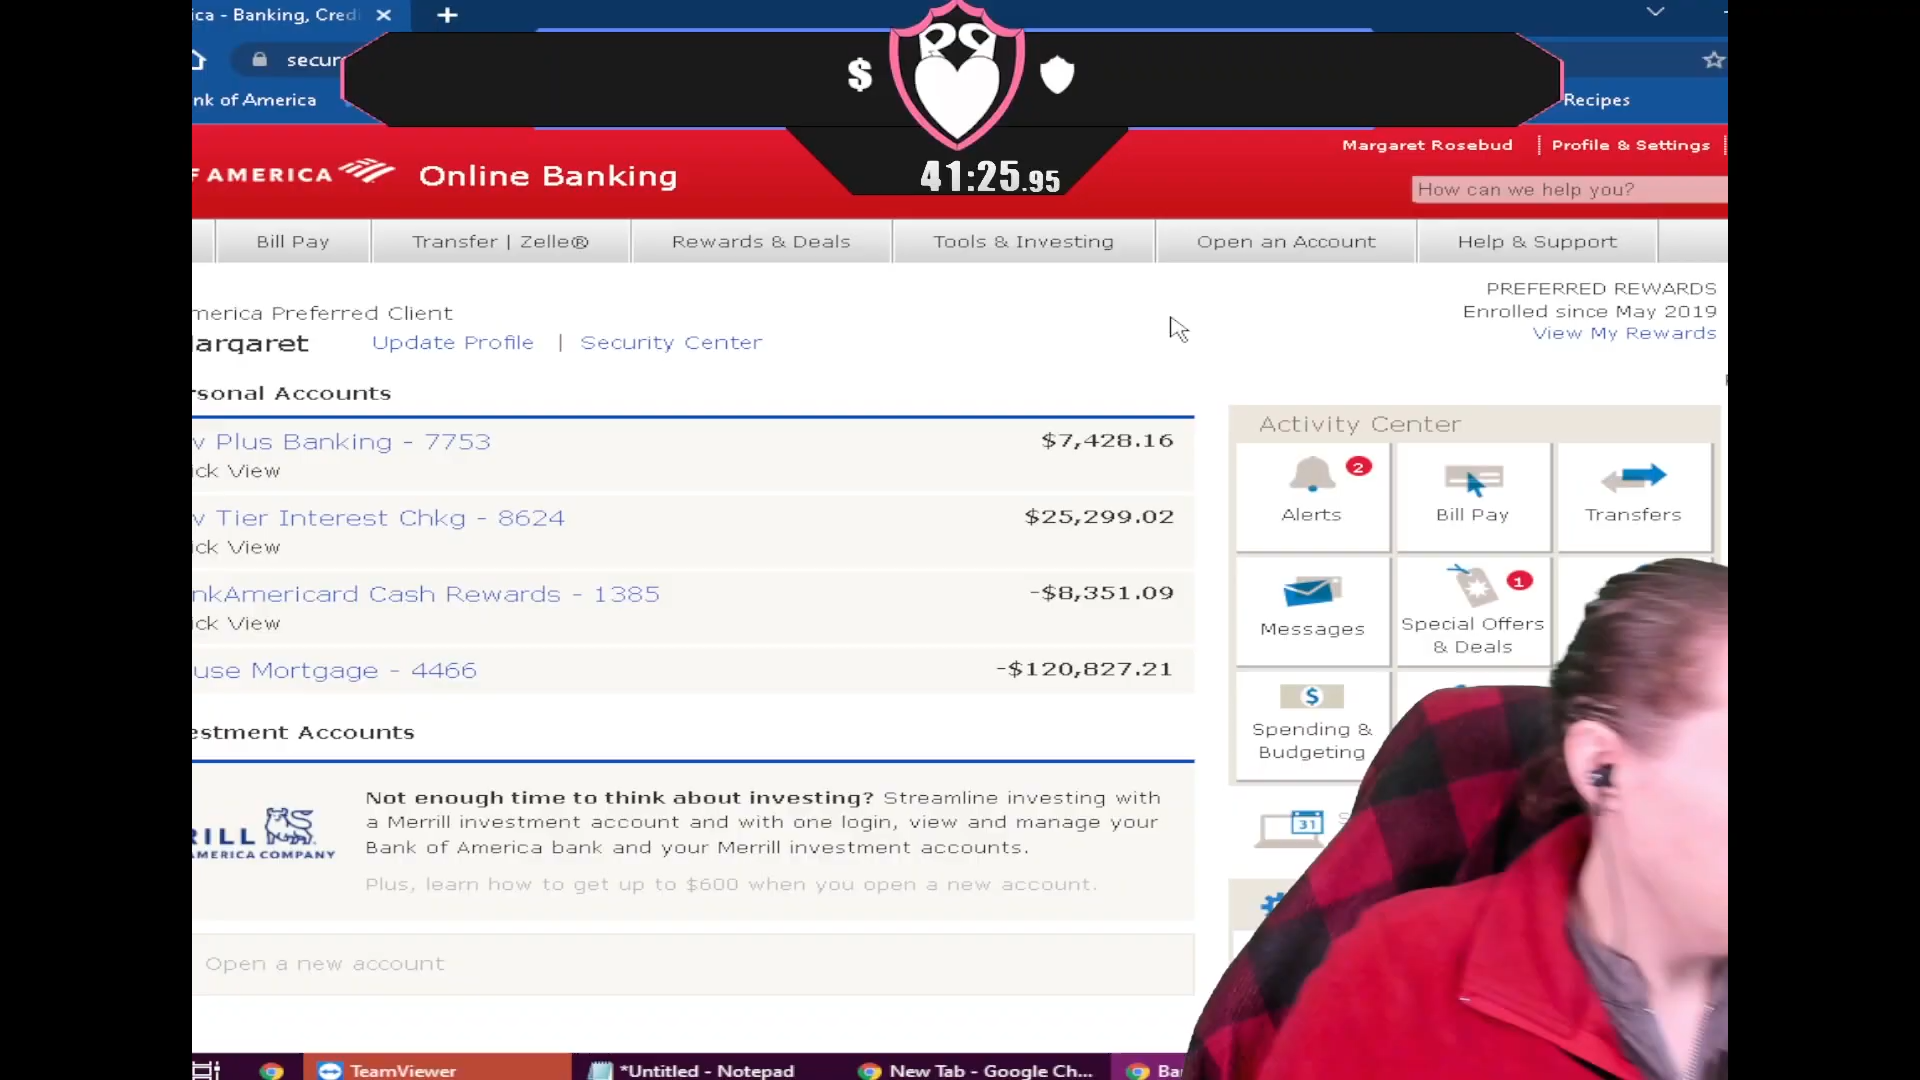 ca - Banking, Credi
secur
nk of America
Recipes
$
41:25.95
F AMERICA
Online Banking
Margaret Rosebud
Profile & Settings
How can we help you?
Bill Pay
Transfer | Zelle®
Rewards & Deals
Tools & Investing
Open an Account
Help & Support
merica Preferred Client
PREFERRED REWARDS
Enrolled since May 2019
View My Rewards
argaret
Update Profile | Security Center
rsonal Accounts
v Plus Banking - 7753
$7,428.16
ick View
v Tier Interest Chkg - 8624
$25,299.02
ick View
nkAmericard Cash Rewards - 1385
-$8,351.09
ick View
use Mortgage - 4466
-$120,827.21
Activity Center
2
Alerts
Bill Pay
Transfers
Messages
1
Special Offers
& Deals
$
Spending &
Budgeting
31
estment Accounts
RILL
AMERICA COMPANY
Not enough time to think about investing? Streamline investing with
a Merrill investment account and with one login, view and manage your
Bank of America bank and your Merrill investment accounts.
Plus, learn how to get up to $600 when you open a new account.
Open a new account
TeamViewer
*Untitled - Notepad
New Tab - Google Ch...
Ba